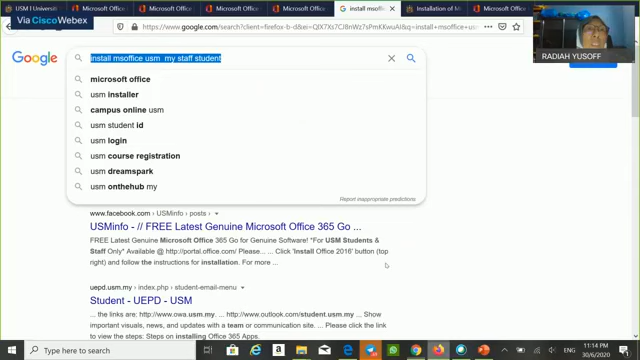 USM I Universit
Microsoft Offic
Microsoft Offic
Microsoft Offic
Microsoft Offic
install msoffic
Installation of M
Microsoft Offic
Via CiscoWebex
https://www.google.com/search?client=firefox-b-d&ei=kWX7XtS7CJ8nWz7sPmKKwuAI&q=install+msoffice+us
RADIAH YUSOFF
Google
install msoffice usm my staff student
microsoft office
usm installer
campus online usm
usm student id
usm login
usm course registration
usm dreamspark
usm onthehub my
Report inappropriate predictions
www.facebook.com › USMinfo › posts
USMinfo - // FREE Latest Genuine Microsoft Office 365 Go ...
FREE Latest Genuine Microsoft Office 365 Go for Genuine Software! *For USM Students &
Staff Only* Available @ http://portal.office.com/ Please... Click 'Install Office 2016' button (top
right) and follow the instructions for installation. For more ...
uepd.usm.my › index.php › student-email-menu
Student - UEPD - USM
... the links are: http://www.owa.usm.my. http://outlook.com/student.usm.my ... Show
important visuals, news, and updates with a team or communication site. ... Please click the link
to view the steps: Steps on installing Office 365 Apps.
Type here to search
ENG
11:14 PM
30/6/2020